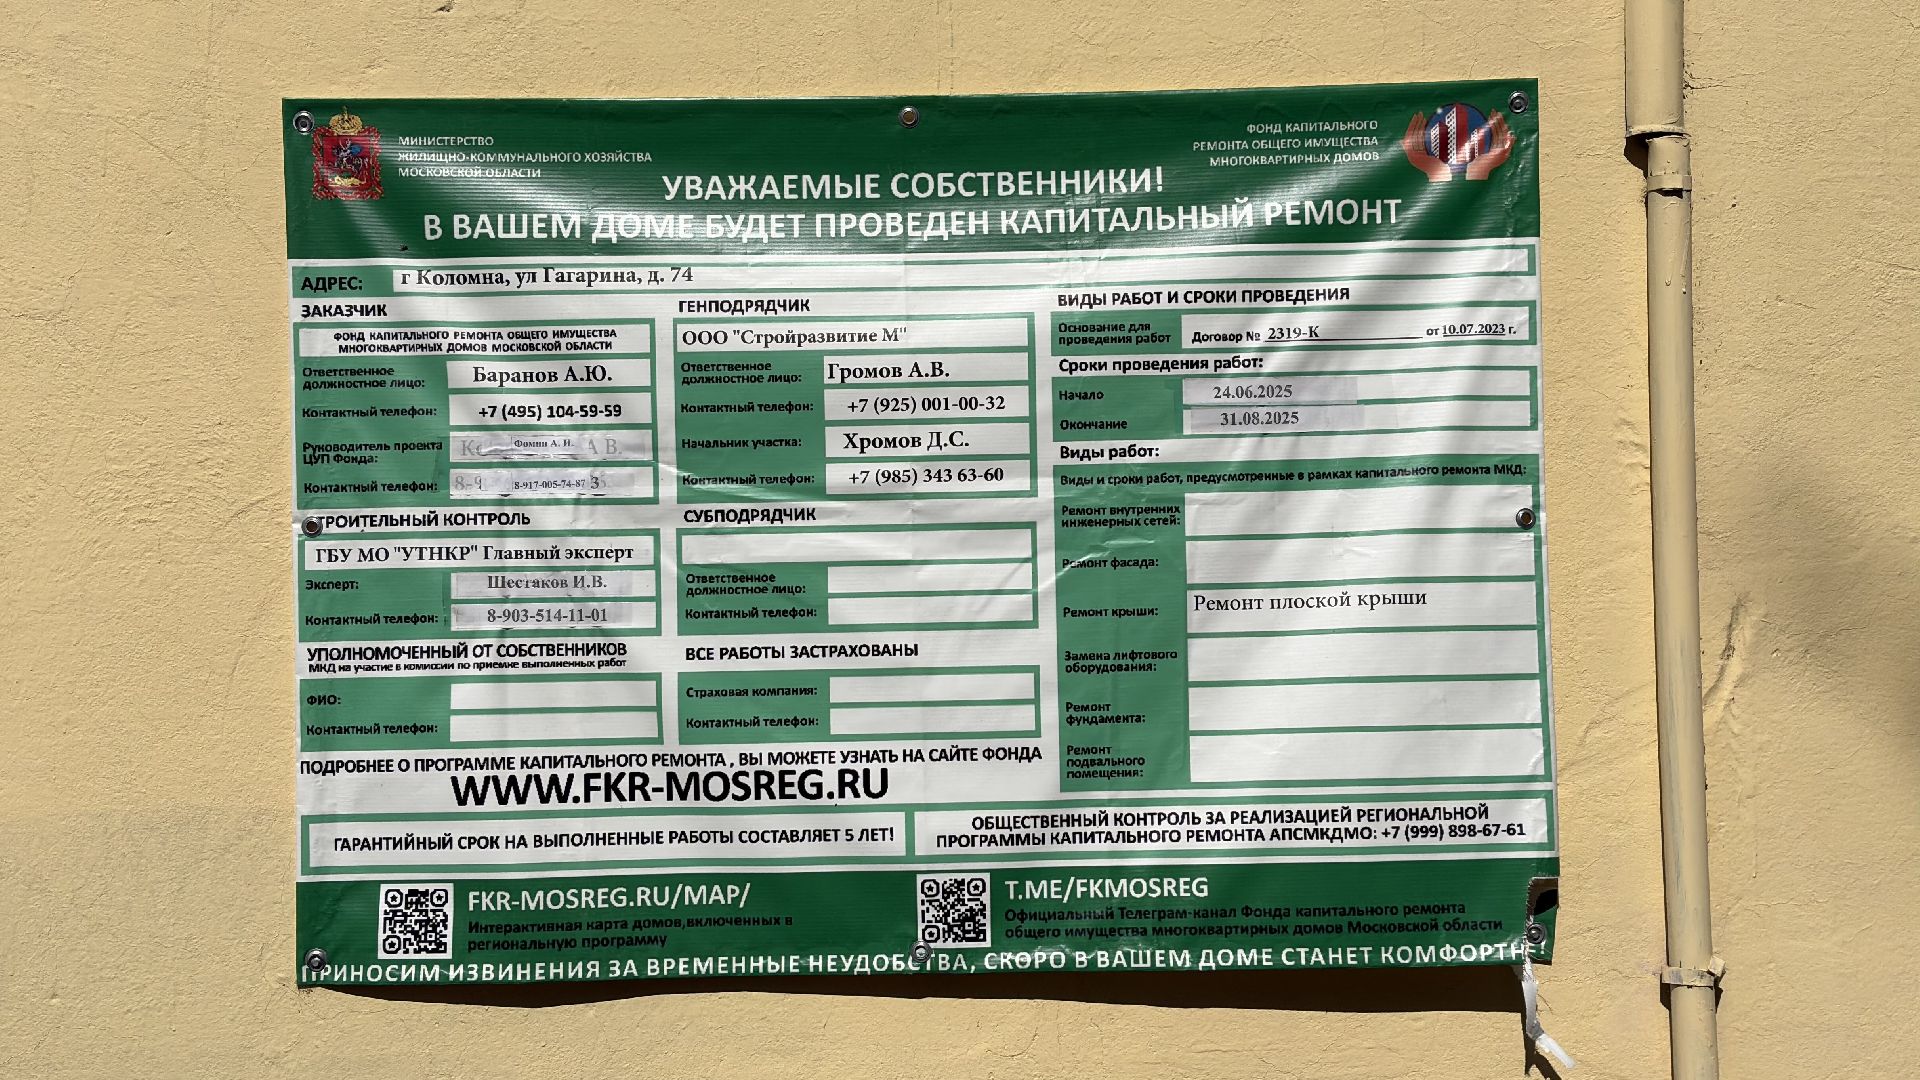 МИНИСТЕРСТВО
ЖИЛИЩНО-КОММУНАЛЬНОГО ХОЗЯЙСТВА
МОСКОВСКОЙ ОБЛАСТИ
ФОНД КАПИТАЛЬНОГО
РЕМОНТА ОБЩЕГО ИМУЩЕСТВА
МНОГОКВАРТИРНЫХ ДОМОВ
УВАЖАЕМЫЕ СОБСТВЕННИКИ!
В ВАШЕМ ДОМЕ БУДЕТ ПРОВЕДЕН КАПИТАЛЬНЫЙ РЕМОНТ
АДРЕС: г Коломна, ул Гагарина, д. 74
ЗАКАЗЧИК
ФОНД КАПИТАЛЬНОГО РЕМОНТА ОБЩЕГО ИМУЩЕСТВА
МНОГОКВАРТИРНЫХ ДОМОВ МОСКОВСКОЙ ОБЛАСТИ
Ответственное
должностное лицо: Баранов А.Ю.
Контактный телефон: +7 (495) 104-59-59
Руководитель проекта
ЦУП Фонда: Фомин А. И.
Контактный телефон: 8-917-005-74-87
СТРОИТЕЛЬНЫЙ КОНТРОЛЬ
ГБУ МО "УТНКР" Главный эксперт
Эксперт: Шестаков И.В.
Контактный телефон: 8-903-514-11-01
УПОЛНОМОЧЕННЫЙ ОТ СОБСТВЕННИКОВ
МКД на участие в комиссии по приемке выполненных работ
ФИО:
Контактный телефон:
ГЕНПОДРЯДЧИК
ООО "Стройразвитие М"
Ответственное
должностное лицо: Громов А.В.
Контактный телефон: +7 (925) 001-00-32
Начальник участка: Хромов Д.С.
Контактный телефон: +7 (985) 343 63-60
СУБПОДРЯДЧИК
Ответственное
должностное лицо:
Контактный телефон:
ВСЕ РАБОТЫ ЗАСТРАХОВАНЫ
Страховая компания:
Контактный телефон:
ВИДЫ РАБОТ И СРОКИ ПРОВЕДЕНИЯ
Основание для
проведения работ Договор № 2319-К от 10.07.2023 г.
Сроки проведения работ:
Начало 24.06.2025
Окончание 31.08.2025
Виды работ:
Виды и сроки работ, предусмотренные в рамках капитального ремонта МКД:
Ремонт внутренних
инженерных сетей:
Ремонт фасада:
Ремонт крыши: Ремонт плоской крыши
Замена лифтового
оборудования:
Ремонт
фундамента:
Ремонт
подвального
помещения:
ПОДРОБНЕЕ О ПРОГРАММЕ КАПИТАЛЬНОГО РЕМОНТА , ВЫ МОЖЕТЕ УЗНАТЬ НА САЙТЕ ФОНДА
WWW.FKR-MOSREG.RU
ГАРАНТИЙНЫЙ СРОК НА ВЫПОЛНЕННЫЕ РАБОТЫ СОСТАВЛЯЕТ 5 ЛЕТ!
ОБЩЕСТВЕННЫЙ КОНТРОЛЬ ЗА РЕАЛИЗАЦИЕЙ РЕГИОНАЛЬНОЙ
ПРОГРАММЫ КАПИТАЛЬНОГО РЕМОНТА АПСМКДМО: +7 (999) 898-67-61
FKR-MOSREG.RU/MAP/
Интерактивная карта домов,включенных в
региональную программу
T.ME/FKMOSREG
Официальный Телеграм-канал Фонда капитального ремонта
общего имущества многоквартирных домов Московской области
ПРИНОСИМ ИЗВИНЕНИЯ ЗА ВРЕМЕННЫЕ НЕУДОБСТВА, СКОРО В ВАШЕМ ДОМЕ СТАНЕТ КОМФОРТНЕ!